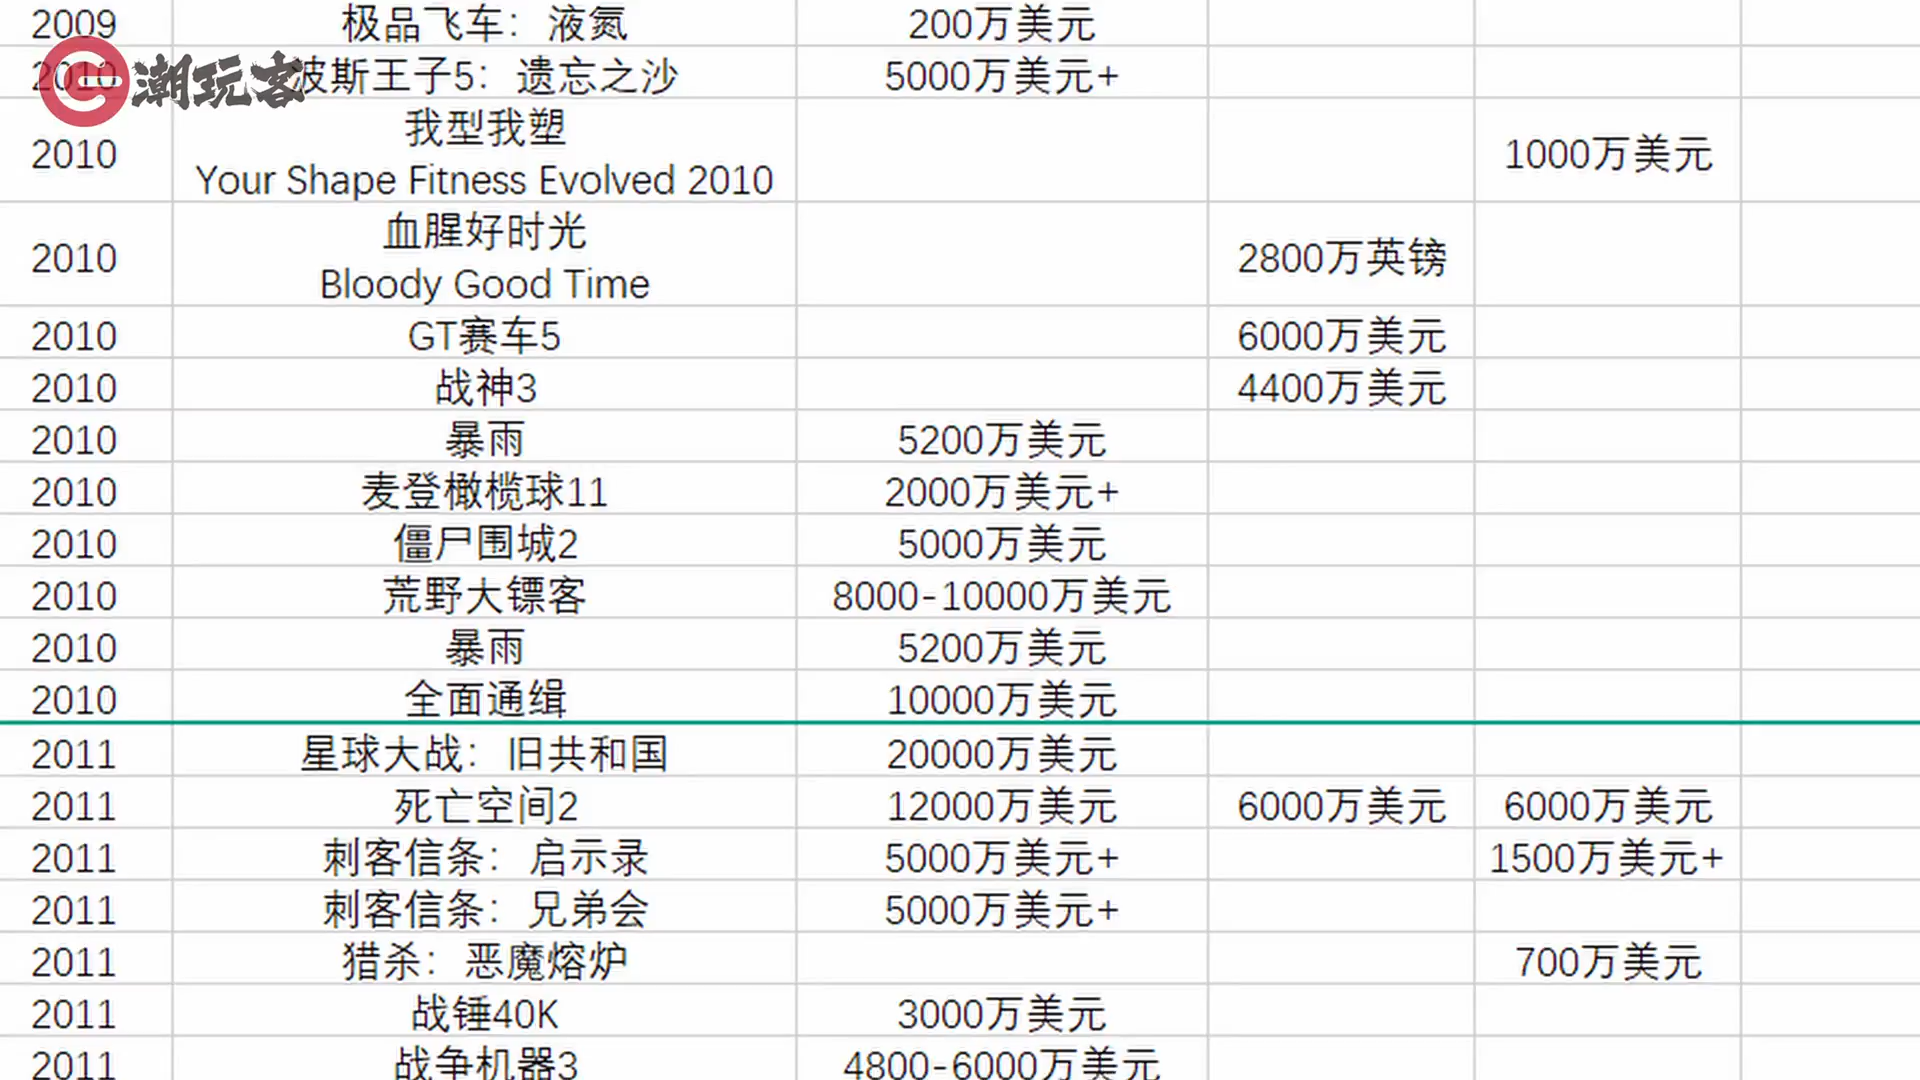 2009 极品飞车：液氮 200万美元
潮玩客
2010 波斯王子5：遗忘之沙 5000万美元+
我型我塑
2010 1000万美元
Your Shape Fitness Evolved 2010
血腥好时光
2010 2800万英镑
Bloody Good Time
2010 GT赛车5 6000万美元
2010 战神3 4400万美元
2010 暴雨 5200万美元
2010 麦登橄榄球11 2000万美元+
2010 僵尸围城2 5000万美元
2010 荒野大镖客 8000-10000万美元
2010 暴雨 5200万美元
2010 全面通缉 10000万美元
2011 星球大战：旧共和国 20000万美元
2011 死亡空间2 12000万美元 6000万美元 6000万美元
2011 刺客信条：启示录 5000万美元+ 1500万美元+
2011 刺客信条：兄弟会 5000万美元+
2011 猎杀：恶魔熔炉 700万美元
2011 战锤40K 3000万美元
2011 战争机器3 4800-6000万美元